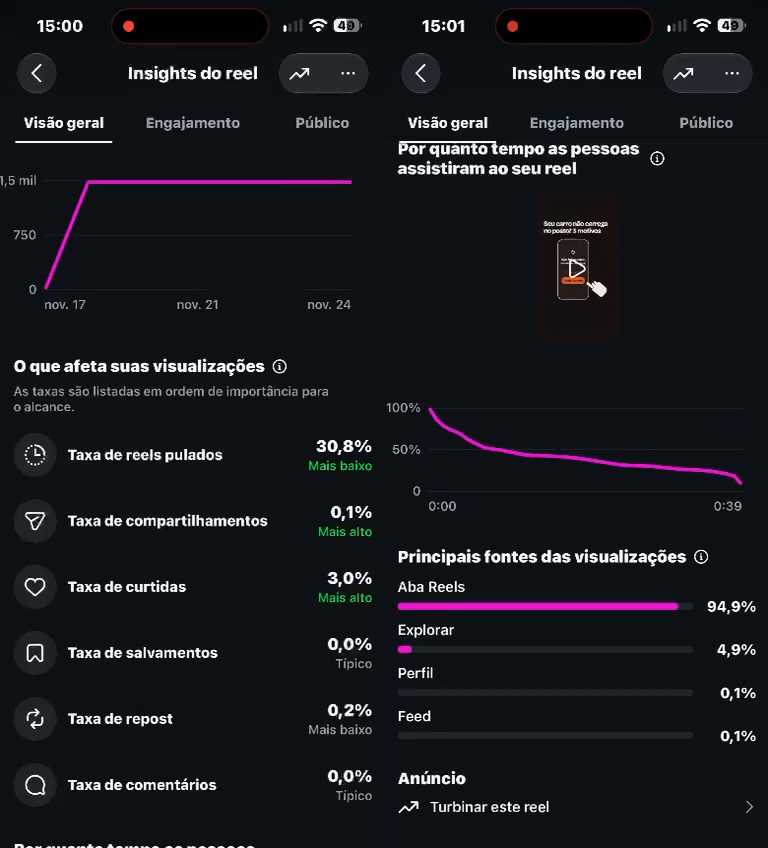 15:00
49
Insights do reel
Visão geral
Engajamento
Público
1,5 mil
750
0
nov. 17
nov. 21
nov. 24
O que afeta suas visualizações
As taxas são listadas em ordem de importância para
o alcance.
Taxa de reels pulados
30,8%
Mais baixo
Taxa de compartilhamentos
0,1%
Mais alto
Taxa de curtidas
3,0%
Mais alto
Taxa de salvamentos
0,0%
Típico
Taxa de repost
0,2%
Mais baixo
Taxa de comentários
0,0%
Típico
15:01
49
Insights do reel
Visão geral
Engajamento
Público
Por quanto tempo as pessoas
assistiram ao seu reel
Seu carro não carrega
no posto? 3 motivos
100%
50%
0
0:00
0:39
Principais fontes das visualizações
Aba Reels
94,9%
Explorar
4,9%
Perfil
0,1%
Feed
0,1%
Anúncio
Turbinar este reel